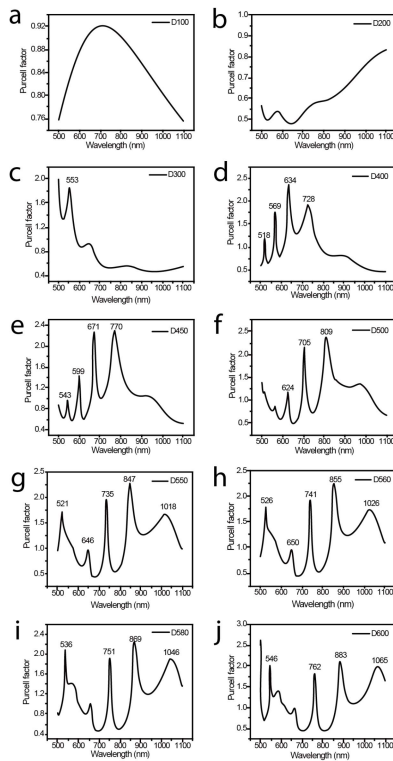 a
D100
Purcell factor
0.92
0.88
0.84
0.80
0.76
500 600 700 800 900 1000 1100
Wavelength (nm)
b
D200
Purcell factor
1.0
0.9
0.8
0.7
0.6
0.5
500 600 700 800 900 1000 1100
Wavelength (nm)
c
D300
553
Purcell factor
2.0
1.6
1.2
0.8
0.4
500 600 700 800 900 1000 1100
Wavelength (nm)
d
D400
518
569
634
728
Purcell factor
2.5
2.0
1.5
1.0
0.5
500 600 700 800 900 1000 1100
Wavelength (nm)
e
D450
543
599
671
770
Purcell factor
2.4
2.0
1.6
1.2
0.8
0.4
500 600 700 800 900 1000 1100
Wavelength (nm)
f
D500
624
705
809
Purcell factor
2.5
2.0
1.5
1.0
0.5
500 600 700 800 900 1000 1100
Wavelength (nm)
g
D550
521
646
735
847
1018
Purcell factor
2.5
2.0
1.5
1.0
0.5
500 600 700 800 900 1000 1100
Wavelength (nm)
h
D560
526
650
741
855
1026
Purcell factor
2.5
2.0
1.5
1.0
0.5
500 600 700 800 900 1000 1100
Wavelength (nm)
i
D580
536
751
869
1046
Purcell factor
2.4
2.0
1.6
1.2
0.8
0.4
500 600 700 800 900 1000 1100
Wavelength (nm)
j
D600
546
762
883
1065
Purcell factor
3.0
2.5
2.0
1.5
1.0
0.5
500 600 700 800 900 1000 1100
Wavelength (nm)